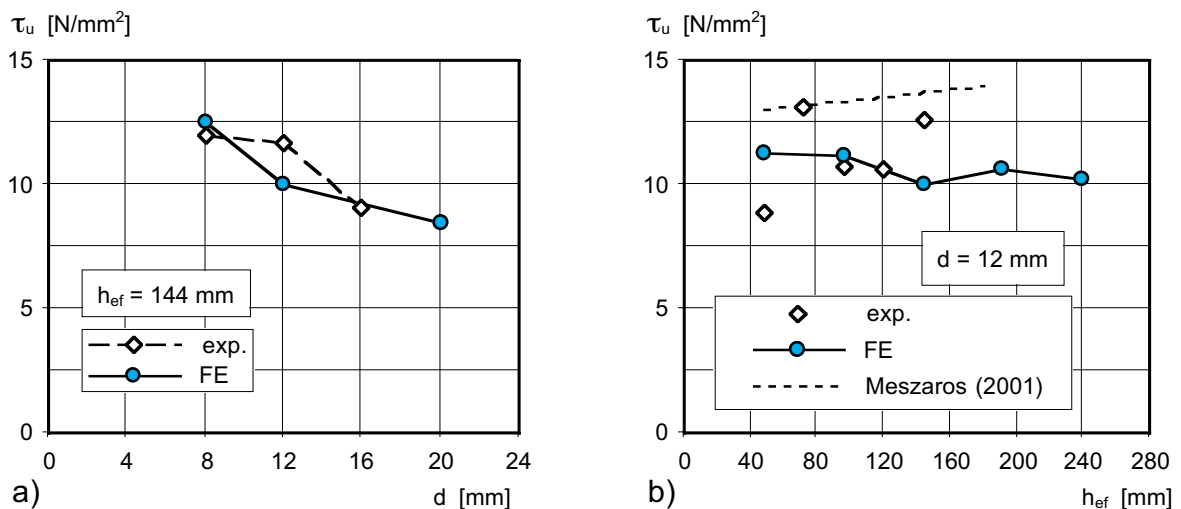 τu [N/mm²]
15
10
5
0
0 4 8 12 16 20 24
hef = 144 mm
exp.
FE
a)
d [mm]
τu [N/mm²]
15
10
5
0
0 40 80 120 160 200 240 280
d = 12 mm
exp.
FE
Meszaros (2001)
b)
hef [mm]